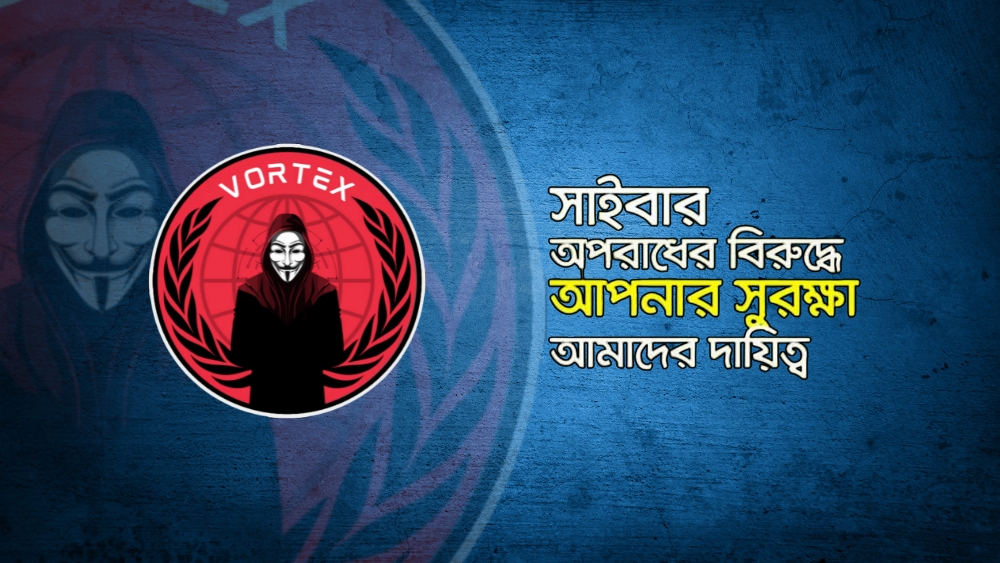 VORTEX
সাইবার
অপরাধের বিরুদ্ধে
আপনার সুরক্ষা
আমাদের দায়িত্ব